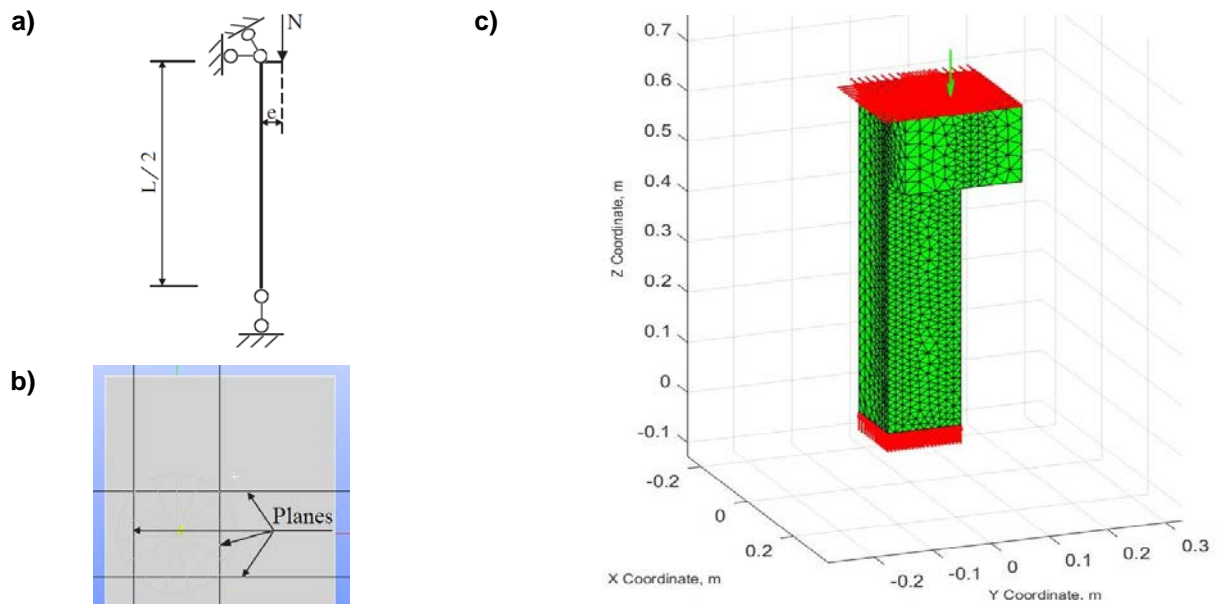 a)
N
e
L/2
b)
Planes
c)
0.7
0.6
0.5
0.4
0.3
0.2
0.1
0
-0.1
Z Coordinate, m
-0.2
0
0.2
X Coordinate, m
-0.2
-0.1
0
0.1
0.2
0.3
Y Coordinate, m